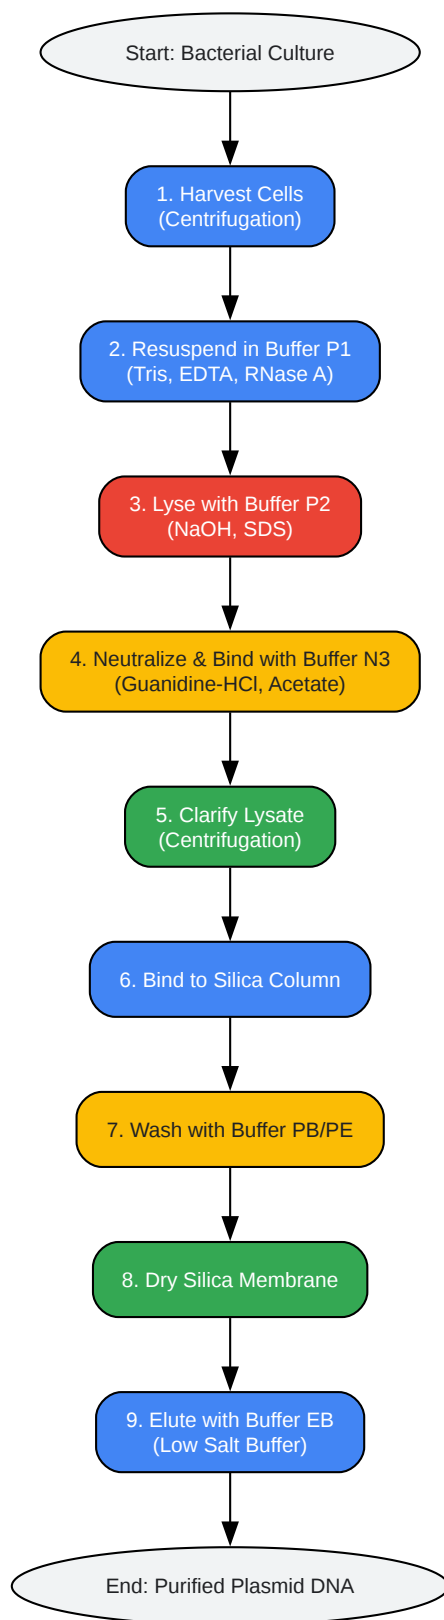 Start: Bacterial Culture
1. Harvest Cells
(Centrifugation)
2. Resuspend in Buffer P1
(Tris, EDTA, RNase A)
3. Lyse with Buffer P2
(NaOH, SDS)
4. Neutralize & Bind with Buffer N3
(Guanidine-HCl, Acetate)
5. Clarify Lysate
(Centrifugation)
6. Bind to Silica Column
7. Wash with Buffer PB/PE
8. Dry Silica Membrane
9. Elute with Buffer EB
(Low Salt Buffer)
End: Purified Plasmid DNA